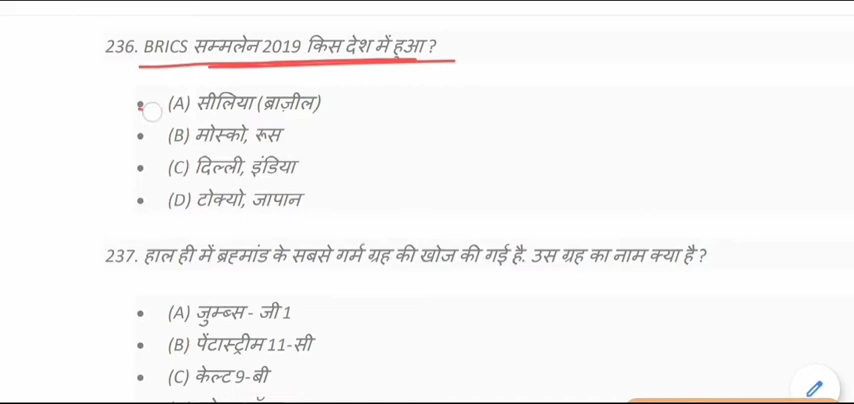 236. BRICS सम्मलेन 2019 किस देश में हुआ?
(A) सीलिया (ब्राज़ील)
(B) मोस्को, रूस
(C) दिल्ली, इंडिया
(D) टोक्यो, जापान
237. हाल ही में ब्रह्मांड के सबसे गर्म ग्रह की खोज की गई है. उस ग्रह का नाम क्या है?
(A) जुम्ब्स - जी 1
(B) पेंटास्ट्रीम 11-सी
(C) केल्ट 9-बी